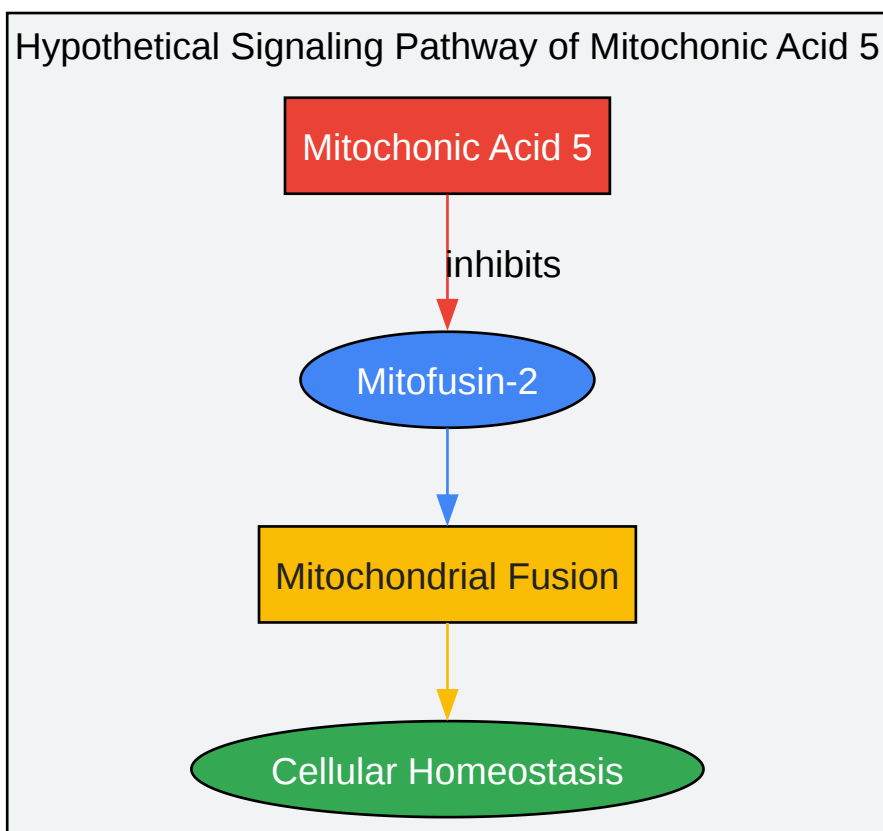 Hypothetical Signaling Pathway of Mitochonic Acid 5
Mitochonic Acid 5
inhibits
Mitofusin-2
Mitochondrial Fusion
Cellular Homeostasis